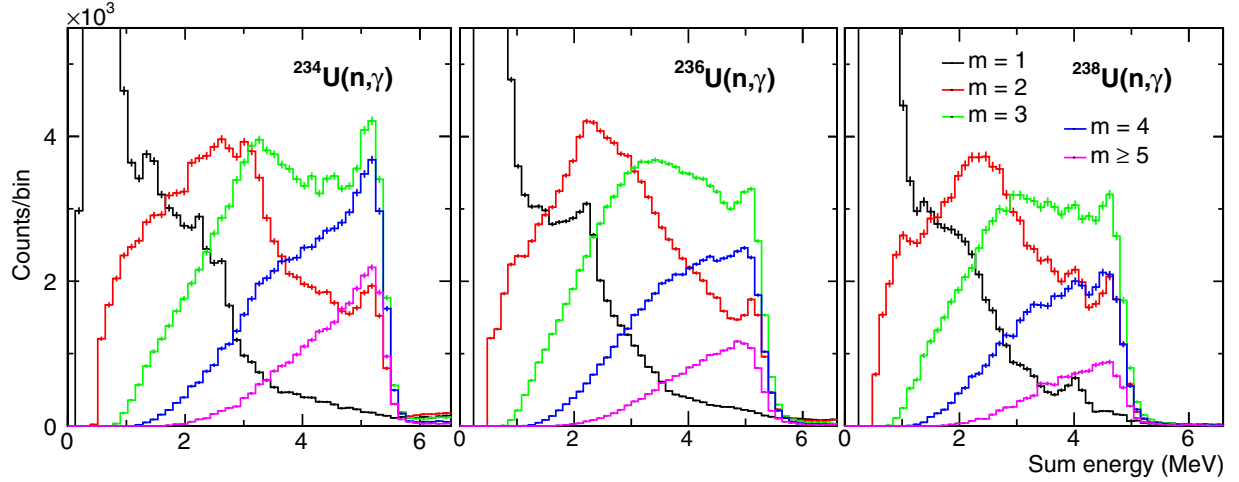 ×10³
²³⁴U(n,γ)
²³⁶U(n,γ)
²³⁸U(n,γ)
m = 1
m = 2
m = 3
m = 4
m ≥ 5
Counts/bin
4
2
0
0 2 4 6
0 2 4 6
0 2 4 6
Sum energy (MeV)